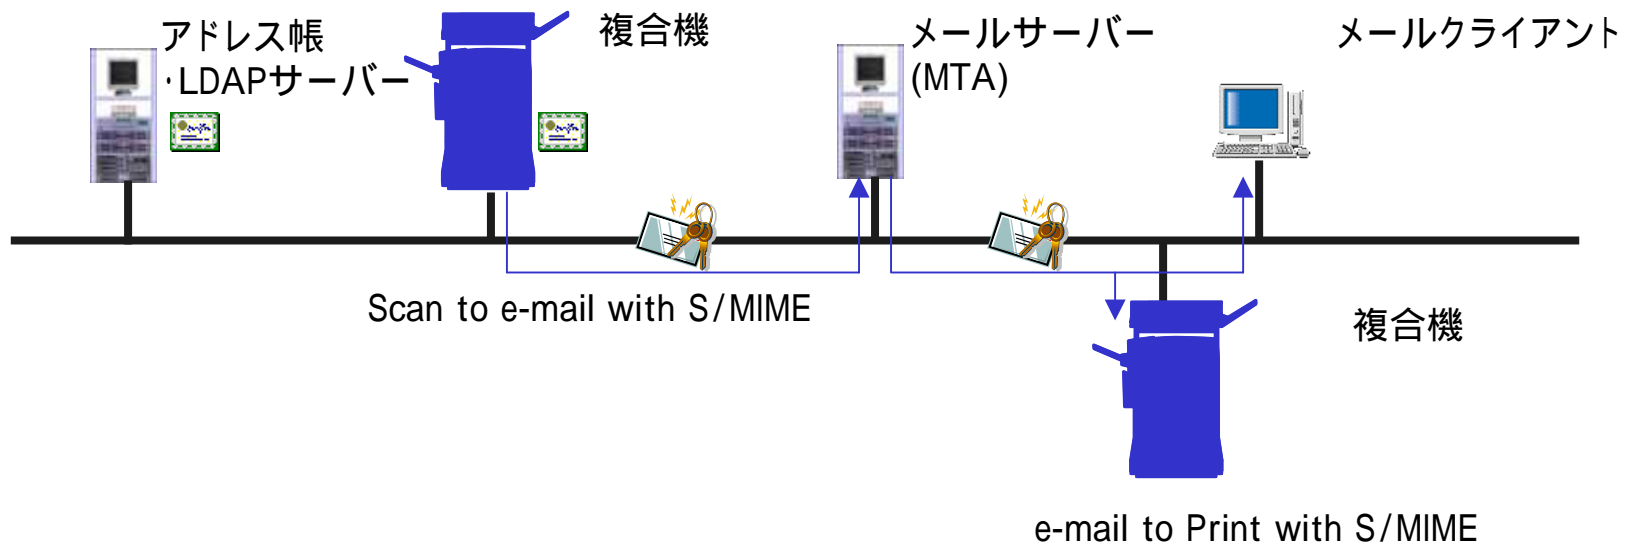 アドレス帳
・LDAPサーバー
複合機
メールサーバー
(MTA)
メールクライアント
Scan to e-mail with S/MIME
複合機
e-mail to Print with S/MIME